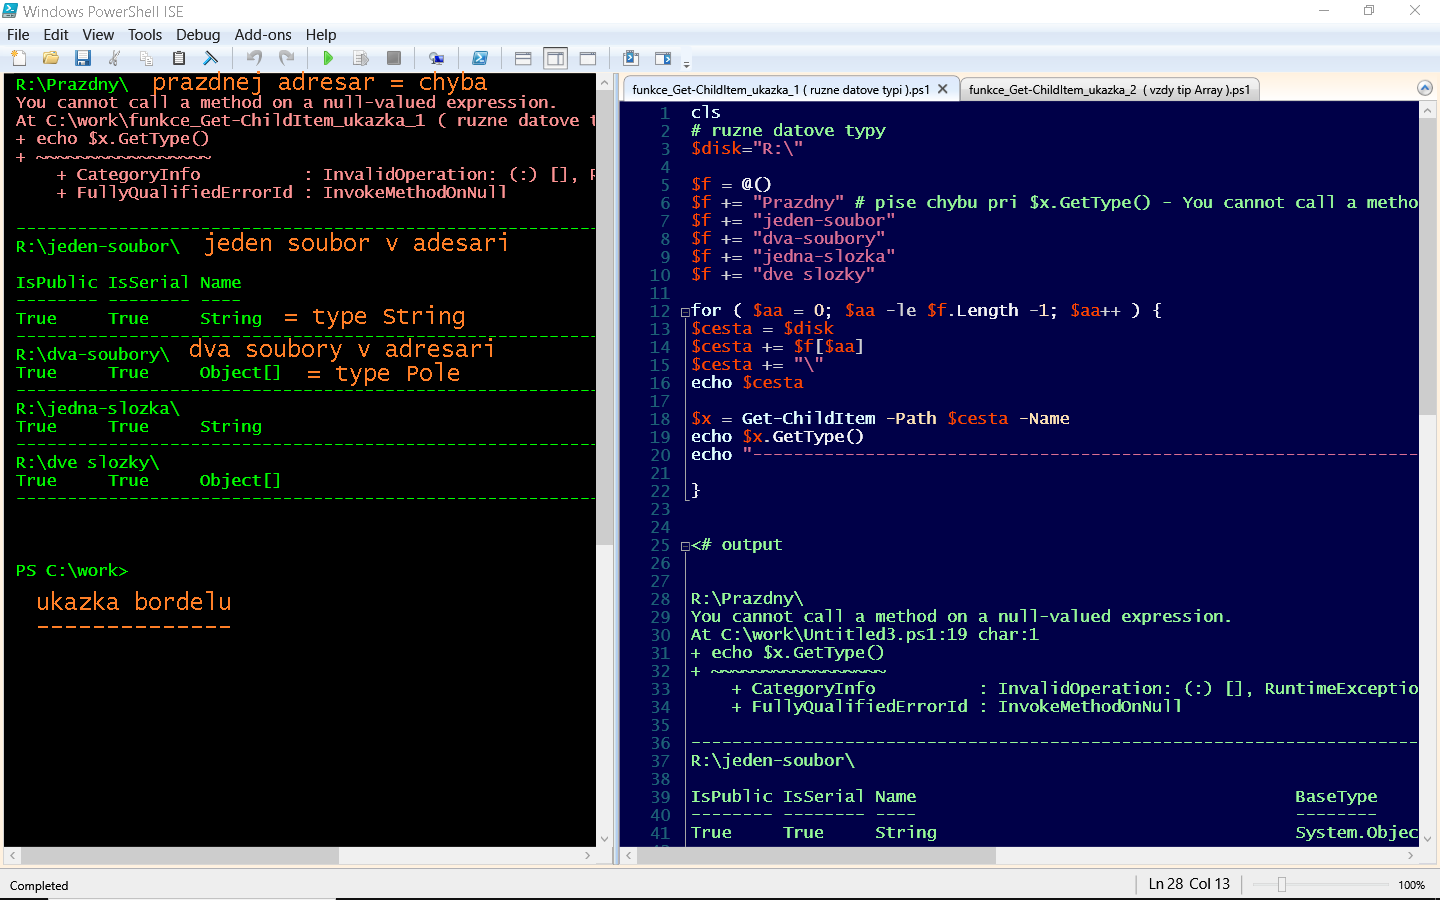 Windows PowerShell ISE
File Edit View Tools Debug Add-ons Help
R:\Prazdny\ prazdnej adresar = chyba
You cannot call a method on a null-valued expression.
At C:\work\funkce_Get-ChildItem_ukazka_1 ( ruzne datove t
+ echo $x.GetType()
+ ~~~~~~~~~~~~~~~~~
+ CategoryInfo : InvalidOperation: (:) [], R
+ FullyQualifiedErrorId : InvokeMethodOnNull
---------------------------------------------------------
R:\jeden-soubor\ jeden soubor v adesari
IsPublic IsSerial Name
-------- -------- ----
True True String = type String
---------------------------------------------------------
R:\dva-soubory\ dva soubory v adresari
True True Object[] = type Pole
---------------------------------------------------------
R:\jedna-slozka\
True True String
---------------------------------------------------------
R:\dve slozky\
True True Object[]
---------------------------------------------------------
PS C:\work>
ukazka bordelu
--------------
funkce_Get-ChildItem_ukazka_1 ( ruzne datove typi ).ps1 funkce_Get-ChildItem_ukazka_2 ( vzdy tip Array ).ps1
1 cls
2 # ruzne datove typy
3 $disk="R:\"
4
5 $f = @()
6 $f += "Prazdny" # pise chybu pri $x.GetType() - You cannot call a metho
7 $f += "jeden-soubor"
8 $f += "dva-soubory"
9 $f += "jedna-slozka"
10 $f += "dve slozky"
11
12 for ( $aa = 0; $aa -le $f.Length -1; $aa++ ) {
13 $cesta = $disk
14 $cesta += $f[$aa]
15 $cesta += "\"
16 echo $cesta
17
18 $x = Get-ChildItem -Path $cesta -Name
19 echo $x.GetType()
20 echo "-----------------------------------------------------------------
21
22 }
23
24
25 <# output
26
27
28 R:\Prazdny\
29 You cannot call a method on a null-valued expression.
30 At C:\work\Untitled3.ps1:19 char:1
31 + echo $x.GetType()
32 + ~~~~~~~~~~~~~~~~~
33 + CategoryInfo : InvalidOperation: (:) [], RuntimeExceptio
34 + FullyQualifiedErrorId : InvokeMethodOnNull
35
36 -----------------------------------------------------------------------
37 R:\jeden-soubor\
38
39 IsPublic IsSerial Name BaseType
40 -------- -------- ---- --------
41 True True String System.Objec
Completed
Ln 28 Col 13
100%